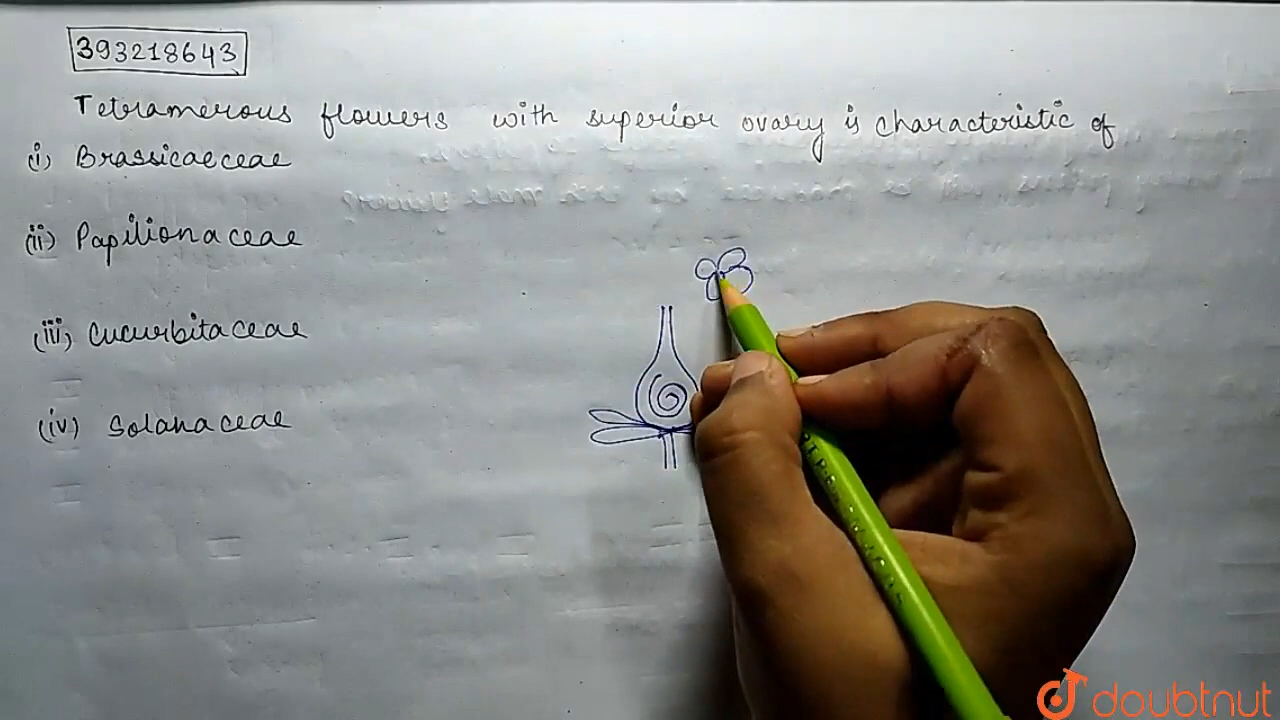 393218643
Tetramerous flowers with superior ovary is characteristic of
(i) Brassicaeceae
(ii) Papilionaceae
(iii) Cucurbitaceae
(iv) Solanaceae
doubtnut